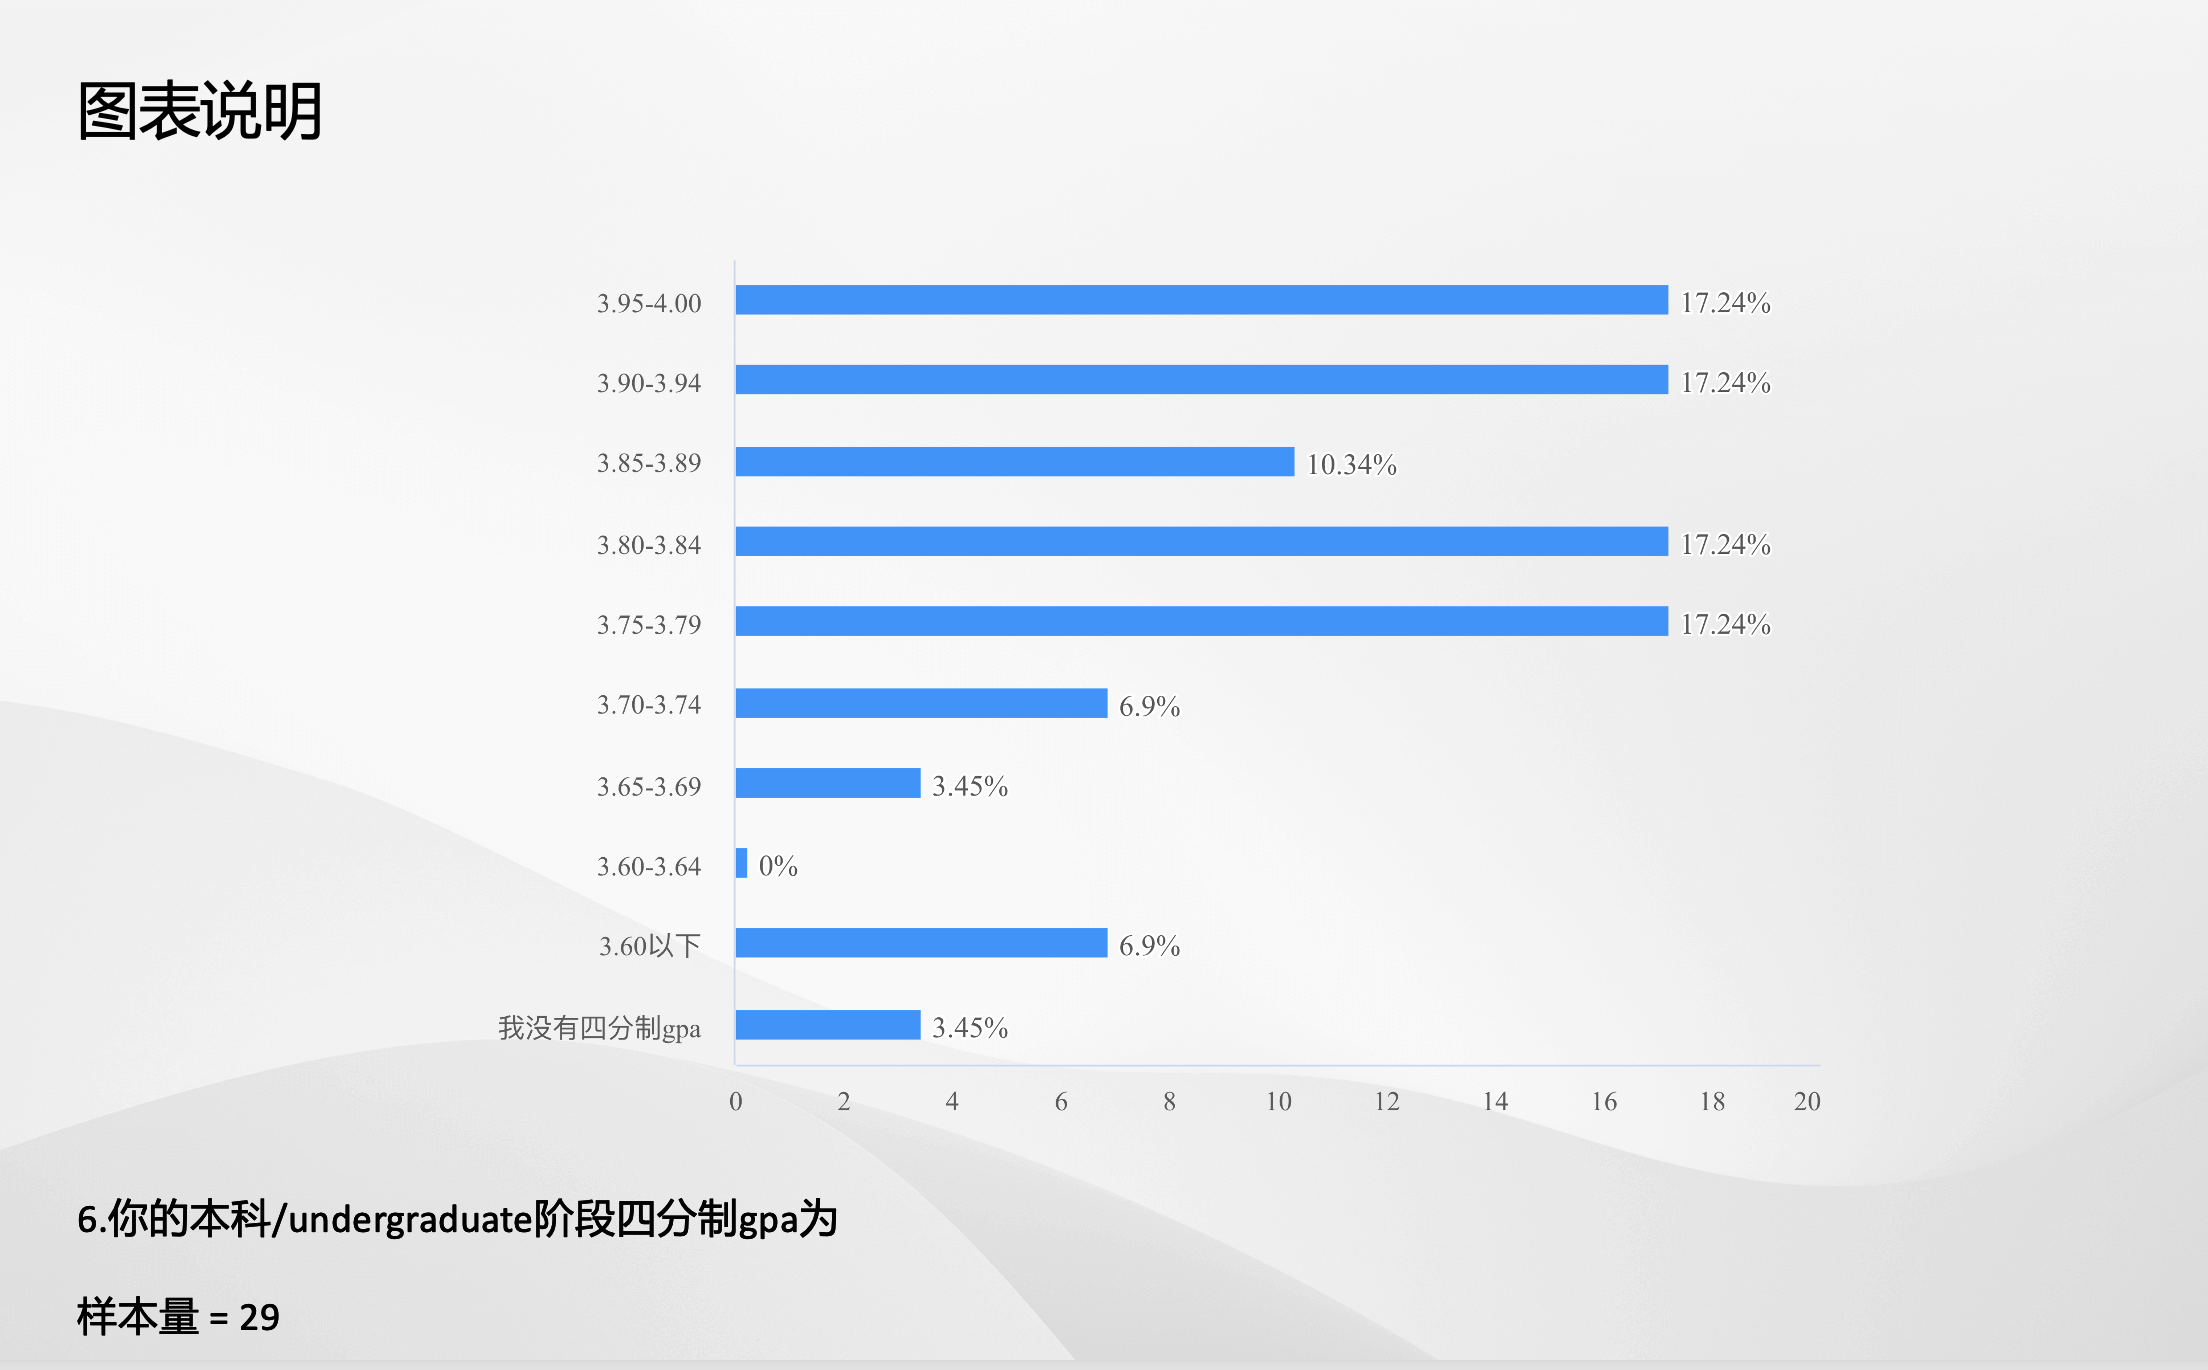 图表说明
3.95-4.00 17.24%
3.90-3.94 17.24%
3.85-3.89 10.34%
3.80-3.84 17.24%
3.75-3.79 17.24%
3.70-3.74 6.9%
3.65-3.69 3.45%
3.60-3.64 0%
3.60以下 6.9%
我没有四分制gpa 3.45%
0 2 4 6 8 10 12 14 16 18 20
6.你的本科/undergraduate阶段四分制gpa为
样本量 = 29